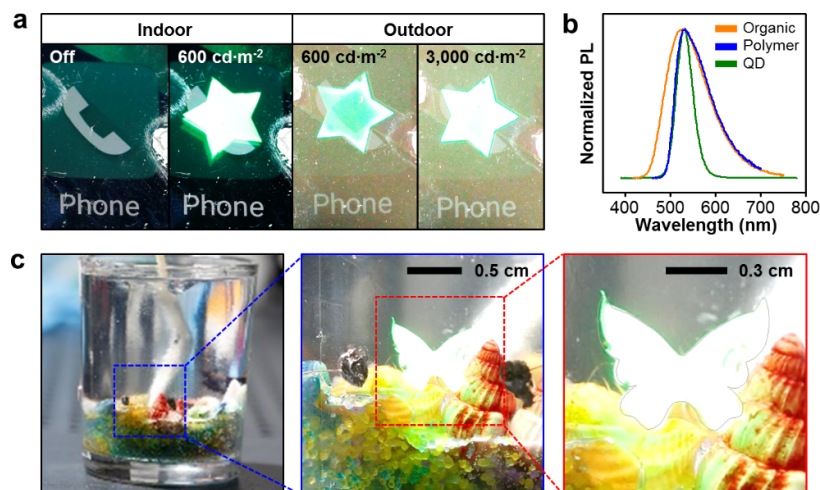 a
Indoor
Outdoor
Off
600 cd·m-2
600 cd·m-2
3,000 cd·m-2
Phone
Phone
Phone
Phone
b
Normalized PL
Organic
Polymer
QD
400 500 600 700 800
Wavelength (nm)
c
0.5 cm
0.3 cm